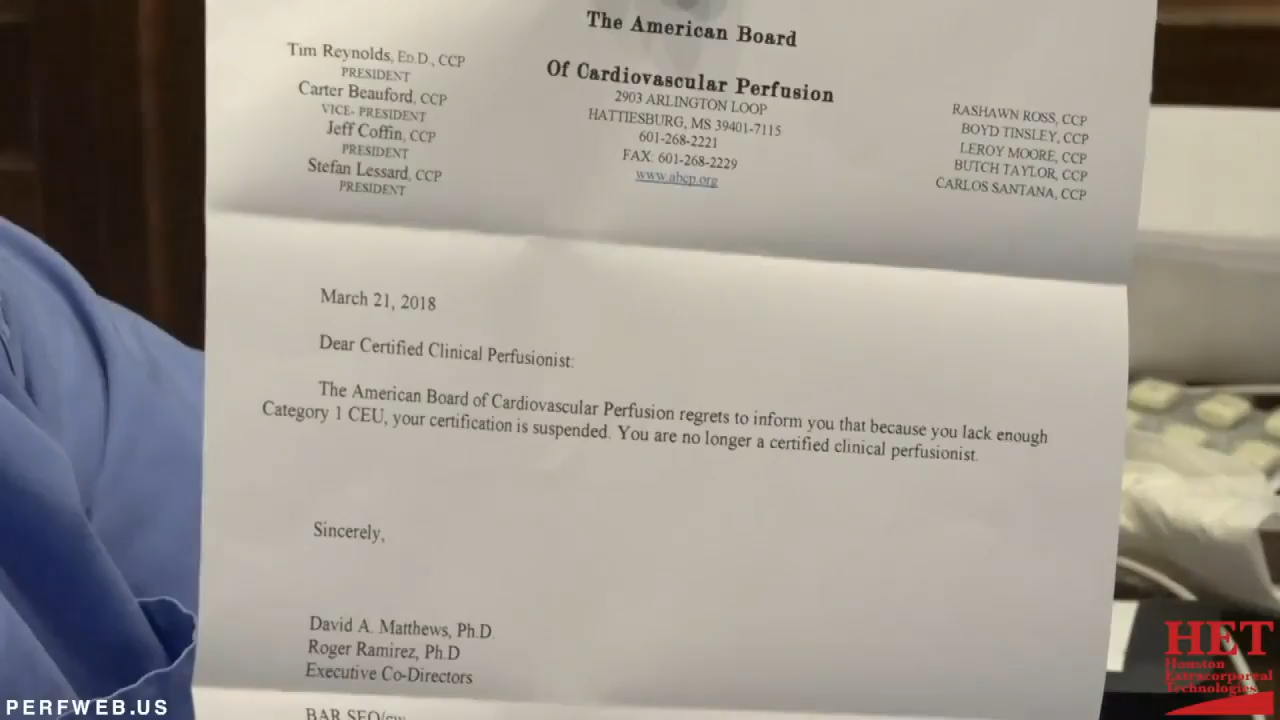 The American Board
Of Cardiovascular Perfusion
2903 ARLINGTON LOOP
HATTIESBURG, MS 39401-7115
601-268-2221
FAX: 601-268-2229
www.abcp.org
Tim Reynolds, ED.D., CCP
PRESIDENT
Carter Beauford, CCP
VICE- PRESIDENT
Jeff Coffin, CCP
PRESIDENT
Stefan Lessard, CCP
PRESIDENT
RASHAWN ROSS, CCP
BOYD TINSLEY, CCP
LEROY MOORE, CCP
BUTCH TAYLOR, CCP
CARLOS SANTANA, CCP
March 21, 2018
Dear Certified Clinical Perfusionist:
The American Board of Cardiovascular Perfusion regrets to inform you that because you lack enough
Category 1 CEU, your certification is suspended. You are no longer a certified clinical perfusionist.
Sincerely,
David A. Matthews, Ph.D.
Roger Ramirez, Ph.D
Executive Co-Directors
HET
Houston
Extracorporeal
Technologies
PERFWEB.US